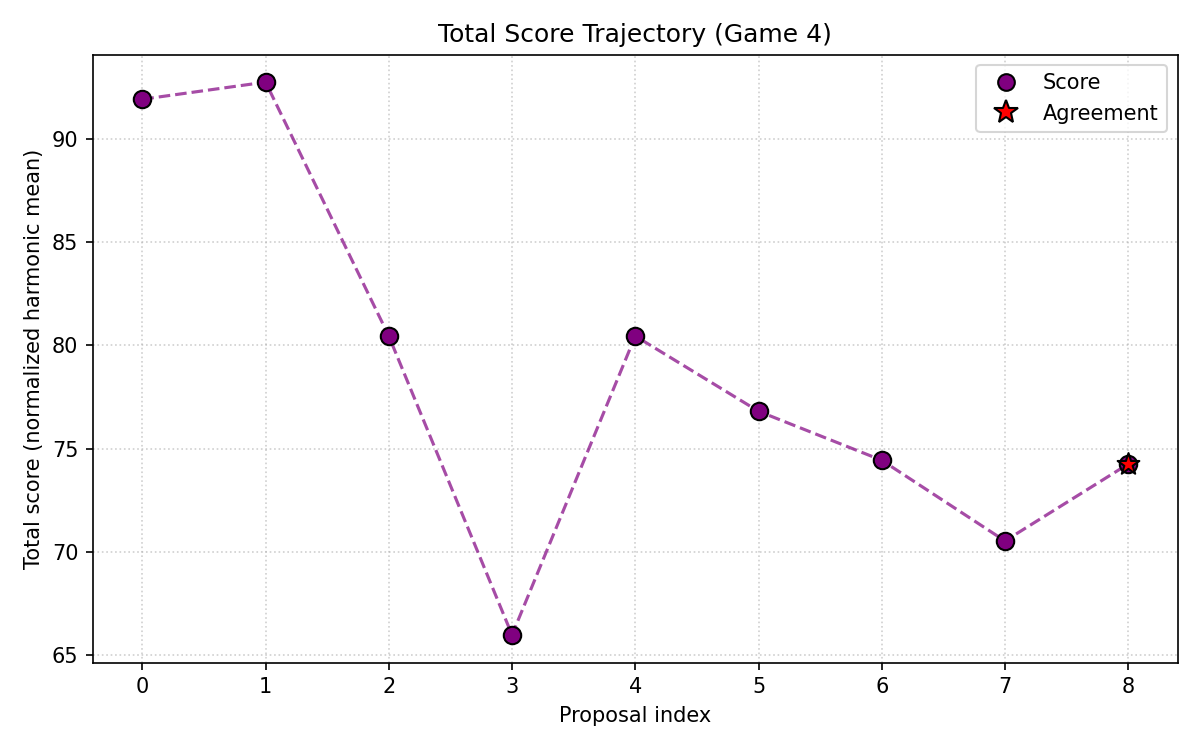 Total Score Trajectory (Game 4)
Score
Agreement
Total score (normalized harmonic mean)
90
85
80
75
70
65
0 1 2 3 4 5 6 7 8
Proposal index